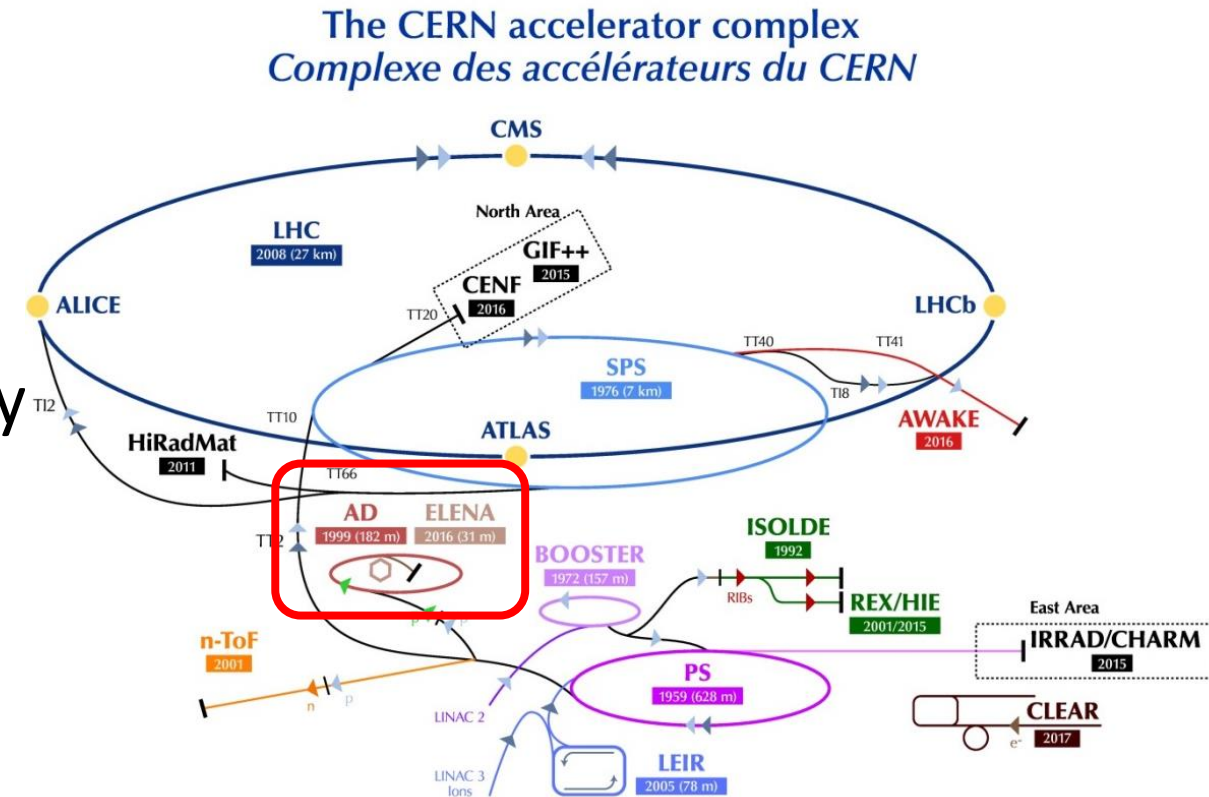 The CERN accelerator complex
Complexe des accélérateurs du CERN
CMS
North Area
LHC
2008 (27 km)
GIF++
2015
CENF
2016
ALICE
LHCb
TT20
TT40
TT41
SPS
1976 (7 km)
TI8
y
TI2
TT10
AWAKE
2016
ATLAS
HiRadMat
2011
TT66
AD
1999 (182 m)
ELENA
2016 (31 m)
TT2
ISOLDE
1992
BOOSTER
1972 (157 m)
RIBs
REX/HIE
2001/2015
East Area
IRRAD/CHARM
2015
p
p
n-ToF
2001
n
p
PS
1959 (628 m)
LINAC 2
CLEAR
2017
e-
LEIR
2005 (78 m)
LINAC 3
Ions